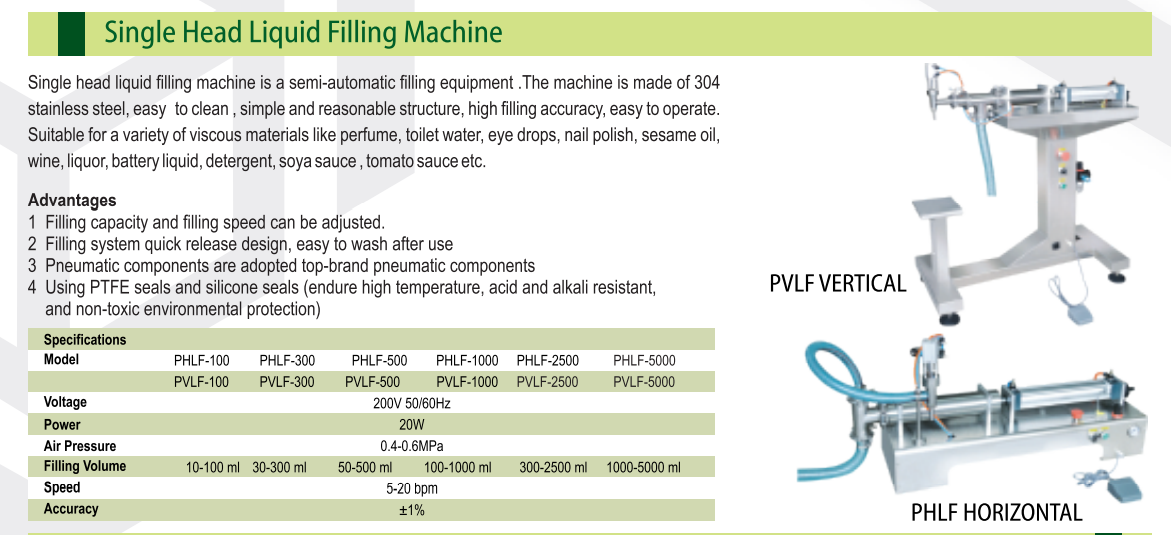 Single Head Liquid Filling Machine
Single head liquid filling machine is a semi-automatic filling equipment .The machine is made of 304
stainless steel, easy to clean , simple and reasonable structure, high filling accuracy, easy to operate.
Suitable for a variety of viscous materials like perfume, toilet water, eye drops, nail polish, sesame oil,
wine, liquor, battery liquid, detergent, soya sauce , tomato sauce etc.
Advantages
1 Filling capacity and filling speed can be adjusted.
2 Filling system quick release design, easy to wash after use
3 Pneumatic components are adopted top-brand pneumatic components
4 Using PTFE seals and silicone seals (endure high temperature, acid and alkali resistant,
and non-toxic environmental protection)
PVLF VERTICAL
Specifications
Model PHLF-100 PHLF-300 PHLF-500 PHLF-1000 PHLF-2500 PHLF-5000
PVLF-100 PVLF-300 PVLF-500 PVLF-1000 PVLF-2500 PVLF-5000
Voltage 200V 50/60Hz
Power 20W
Air Pressure 0.4-0.6MPa
Filling Volume 10-100 ml 30-300 ml 50-500 ml 100-1000 ml 300-2500 ml 1000-5000 ml
Speed 5-20 bpm
Accuracy ±1%
PHLF HORIZONTAL